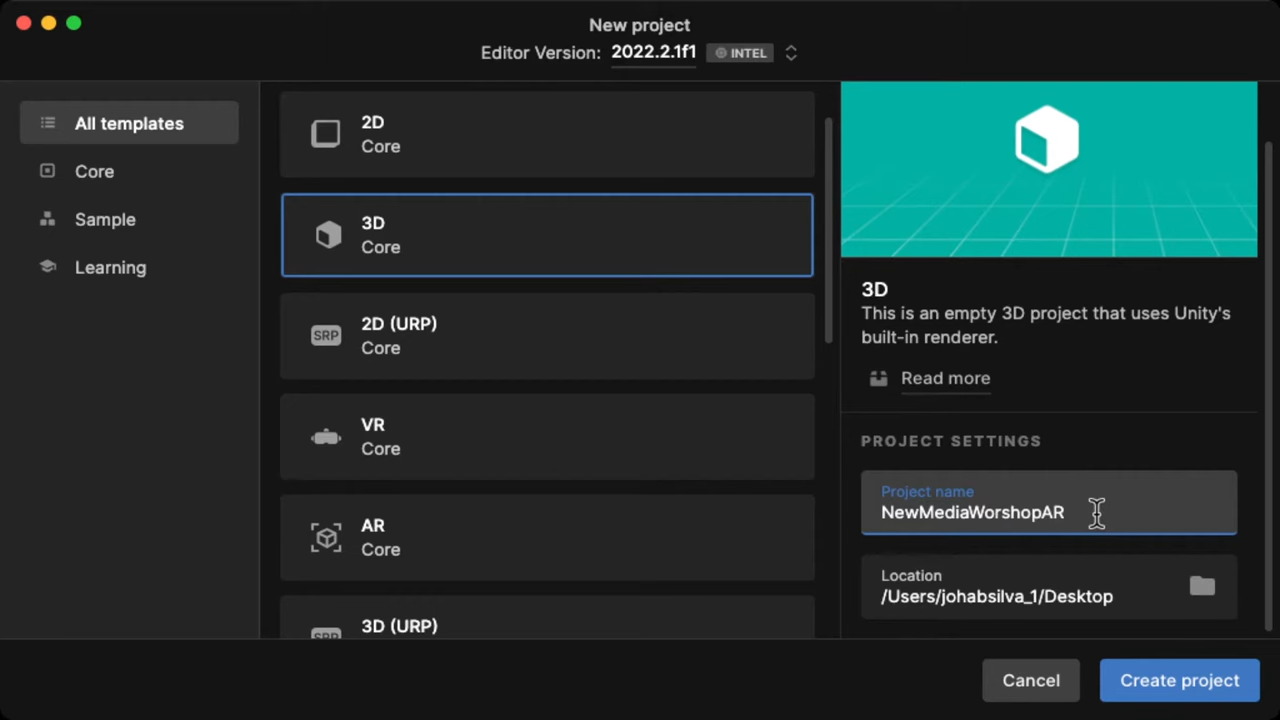 New project
Editor Version: 2022.2.1f1 INTEL
All templates
Core
Sample
Learning
2D
Core
3D
Core
SRP
2D (URP)
Core
VR
Core
AR
Core
SRP
3D (URP)
3D
This is an empty 3D project that uses Unity's
built-in renderer.
Read more
PROJECT SETTINGS
Project name
NewMediaWorshopAR
Location
/Users/johabsilva_1/Desktop
Cancel
Create project